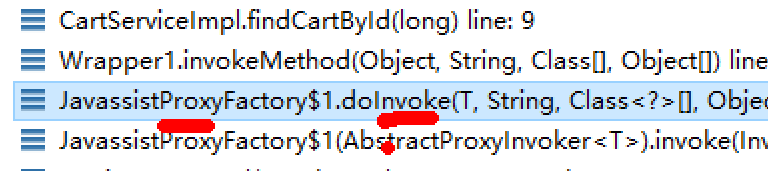 CartServiceImpl.findCartById(long) line: 9
Wrapper1.invokeMethod(Object, String, Class[], Object[]) line
JavassistProxyFactory$1.doInvoke(T, String, Class<?>[], Objec
JavassistProxyFactory$1(AbstractProxyInvoker<T>).invoke(Inv